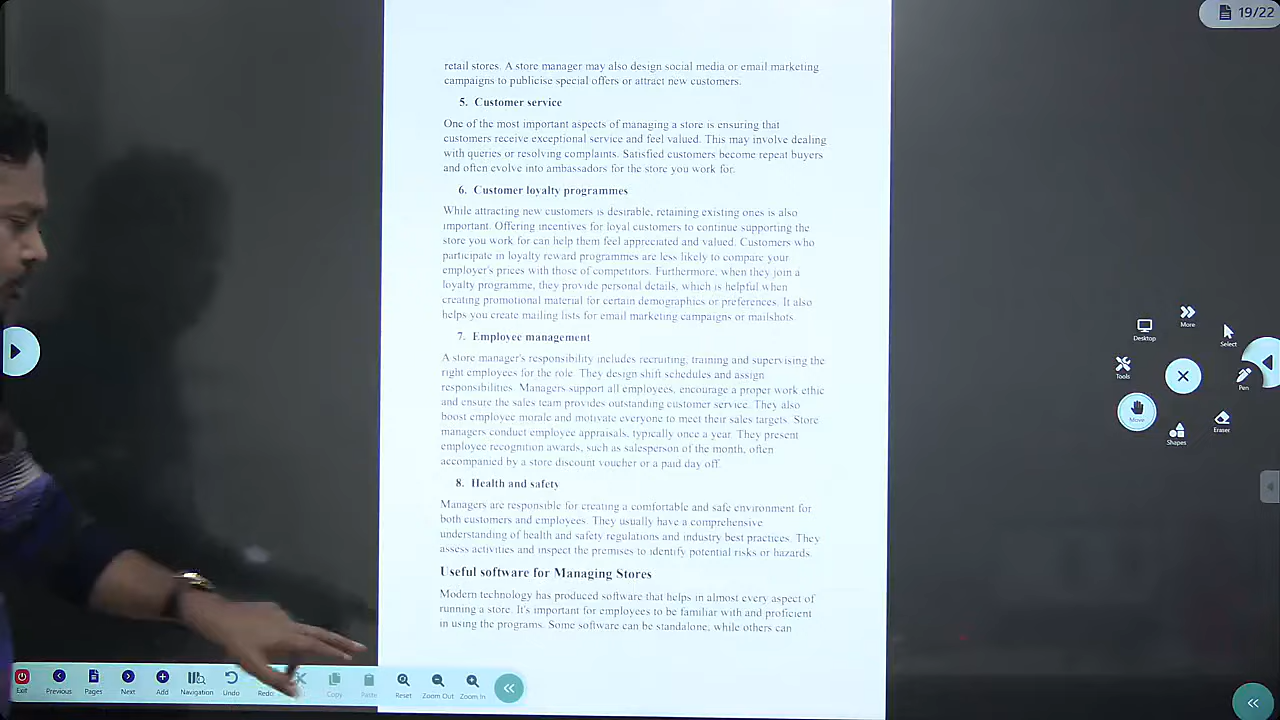 19/22
retail stores. A store manager may also design social media or email marketing
campaigns to publicise special offers or attract new customers.
5. Customer service
One of the most important aspects of managing a store is ensuring that
customers receive exceptional service and feel valued. This may involve dealing
with queries or resolving complaints. Satisfied customers become repeat buyers
and often evolve into ambassadors for the store you work for.
6. Customer loyalty programmes
While attracting new customers is desirable, retaining existing ones is also
important. Offering incentives for loyal customers to continue supporting the
store you work for can help them feel appreciated and valued. Customers who
participate in loyalty reward programmes are less likely to compare your
employer's prices with those of competitors. Furthermore, when they join a
loyalty programme, they provide personal details, which is helpful when
creating promotional material for certain demographics or preferences. It also
helps you create mailing lists for email marketing campaigns or mailshots.
7. Employee management
A store manager's responsibility includes recruiting, training and supervising the
right employees for the role. They design shift schedules and assign
responsibilities. Managers support all employees, encourage a proper work ethic
and ensure the sales team provides outstanding customer service. They also
boost employee morale and motivate everyone to meet their sales targets. Store
managers conduct employee appraisals, typically once a year. They present
employee recognition awards, such as salesperson of the month, often
accompanied by a store discount voucher or a paid day off.
8. Health and safety
Managers are responsible for creating a comfortable and safe environment for
both customers and employees. They usually have a comprehensive
understanding of health and safety regulations and industry best practices. They
assess activities and inspect the premises to identify potential risks or hazards.
Useful software for Managing Stores
Modern technology has produced software that helps in almost every aspect of
running a store. It's important for employees to be familiar with and proficient
in using the programs. Some software can be standalone, while others can
More
Desktop
Select
Tools
Pen
Move
Eraser
Shapes
Exit
Previous
Pages
Next
Add
Navigation
Undo
Redo
Copy
Paste
Reset
Zoom Out
Zoom In